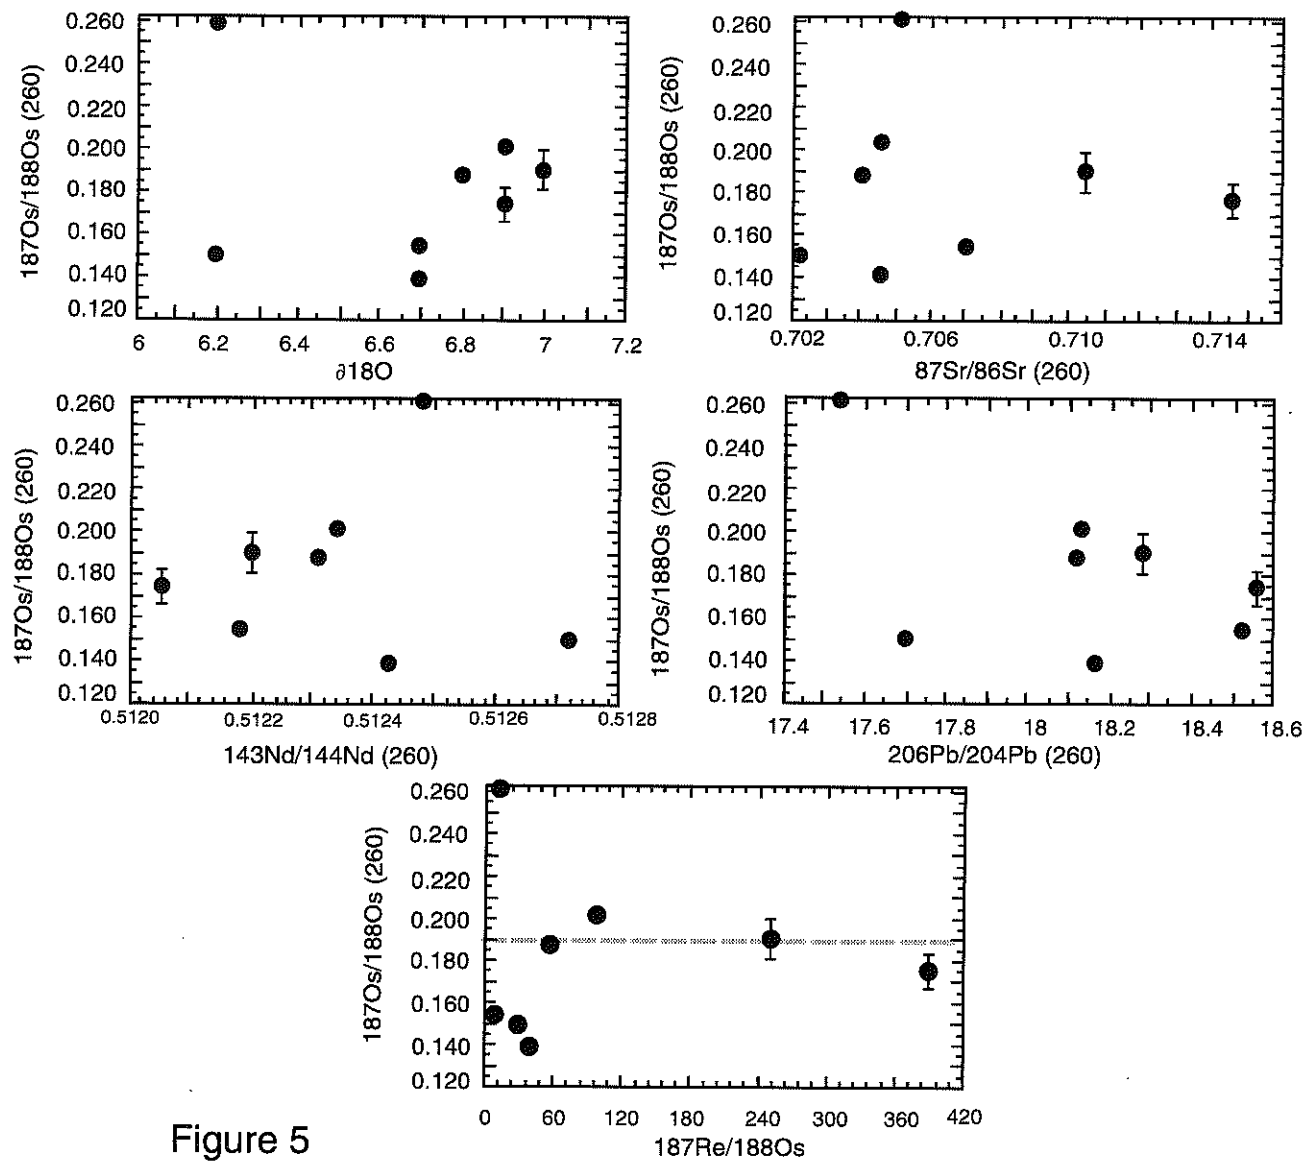 187Os/188Os (260)
0.260
0.240
0.220
0.200
0.180
0.160
0.140
0.120
6 6.2 6.4 6.6 6.8 7 7.2
∂18O
187Os/188Os (260)
0.260
0.240
0.220
0.200
0.180
0.160
0.140
0.120
0.702 0.706 0.710 0.714
87Sr/86Sr (260)
187Os/188Os (260)
0.260
0.240
0.220
0.200
0.180
0.160
0.140
0.120
0.5120 0.5122 0.5124 0.5126 0.5128
143Nd/144Nd (260)
187Os/188Os (260)
0.260
0.240
0.220
0.200
0.180
0.160
0.140
0.120
17.4 17.6 17.8 18 18.2 18.4 18.6
206Pb/204Pb (260)
187Os/188Os (260)
0.260
0.240
0.220
0.200
0.180
0.160
0.140
0.120
0 60 120 180 240 300 360 420
187Re/188Os
Figure 5